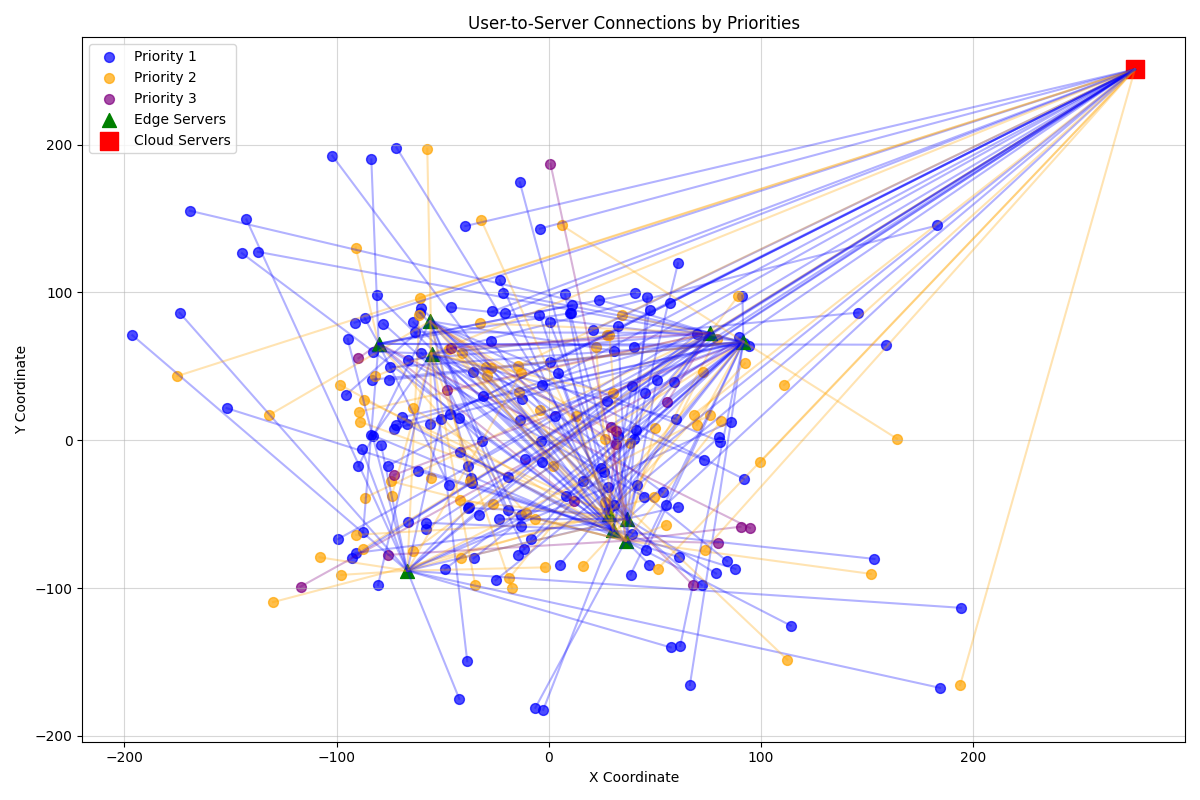 User-to-Server Connections by Priorities
Priority 1
Priority 2
Priority 3
Edge Servers
Cloud Servers
Y Coordinate
200
100
0
−100
−200
−200
−100
0
100
200
X Coordinate